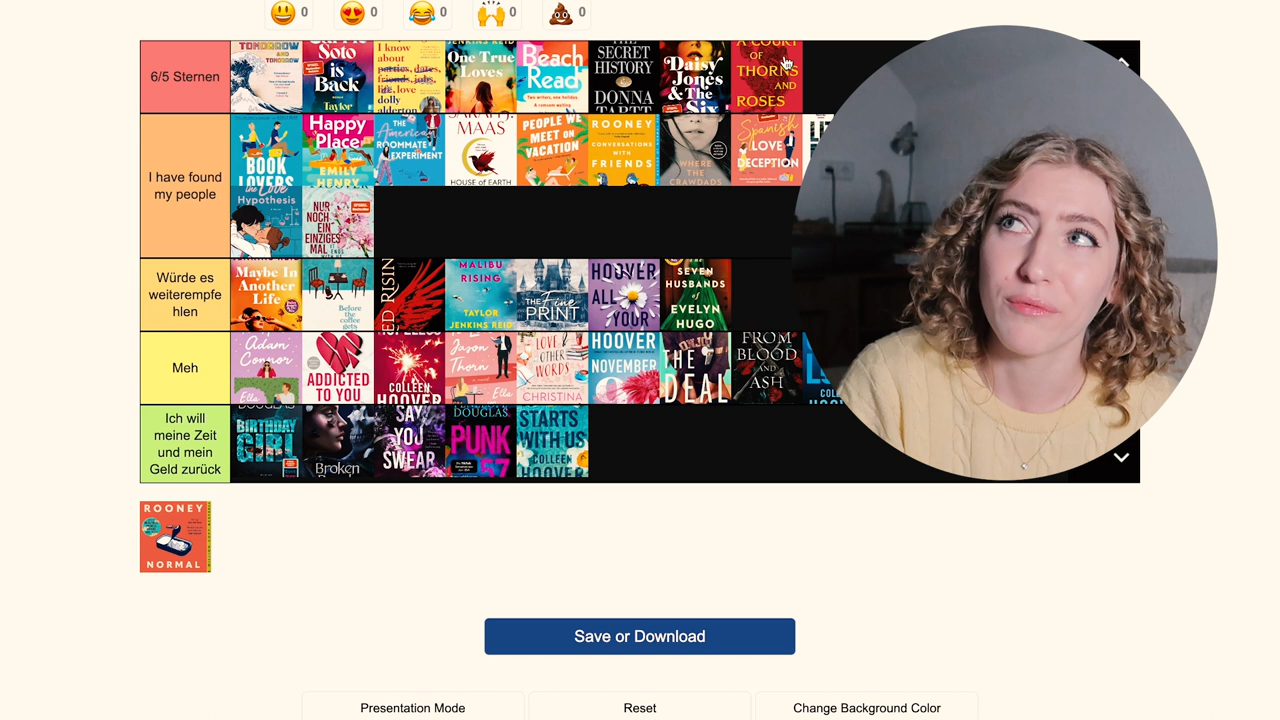 0 0 0 0 0
6/5 Sternen
TOMORROW
AND
TOMORROW
Soto
is
Back
Taylor
I know
about
parties, dates,
friends, jobs,
life, love
dolly
alderton
One True
Loves
Beach
Read
THE
SECRET
HISTORY
DONNA
TARTT
Daisy
Jones
& The
Six
A COURT
OF
THORNS
AND
ROSES
I have found
my people
BOOK
LOVERS
Happy
Place
EMILY
HENRY
THE
American
ROOMMATE
EXPERIMENT
SARAH J.
MAAS
HOUSE OF EARTH
PEOPLE WE
MEET ON
VACATION
ROONEY
CONVERSATIONS
WITH
FRIENDS
WHERE
THE
CRAWDADS
Spanish
LOVE
DECEPTION
the Love
Hypothesis
NUR
NOCH
EIN
EINZIGES
MAL
Würde es
weiterempfe
hlen
Maybe In
Another
Life
Before
the
coffee
gets
RED RISIN
MALIBU
RISING
TAYLOR
JENKINS REID
THE Fine
PRINT
HOOVER
ALL
YOUR
SEVEN
HUSBANDS
of
EVELYN
HUGO
Meh
Adam
Connor
Ella
ADDICTED
TO YOU
HOPELESS
COLLEEN
HOOVER
Jason
Thorn
Ella
LOVE
OTHER
WORDS
CHRISTINA
HOOVER
NOVEMBER
THE
DEAL
FROM
BLOOD
AND
ASH
Ich will
meine Zeit
und mein
Geld zurück
DOUGLAS
BIRTHDAY
GIRL
Broken
SAY
YOU
SWEAR
DOUGLAS
PUNK
57
STARTS
WITH US
COLLEEN
HOOVER
ROONEY
NORMAL
Save or Download
Presentation Mode
Reset
Change Background Color